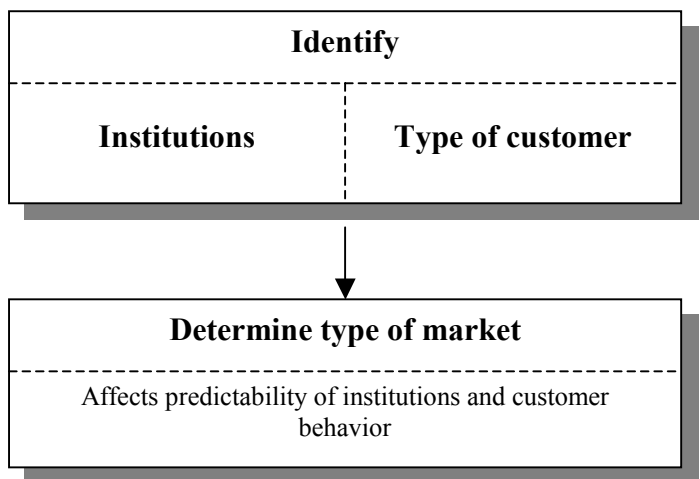 Identify
Institutions
Type of customer
Determine type of market
Affects predictability of institutions and customer
behavior